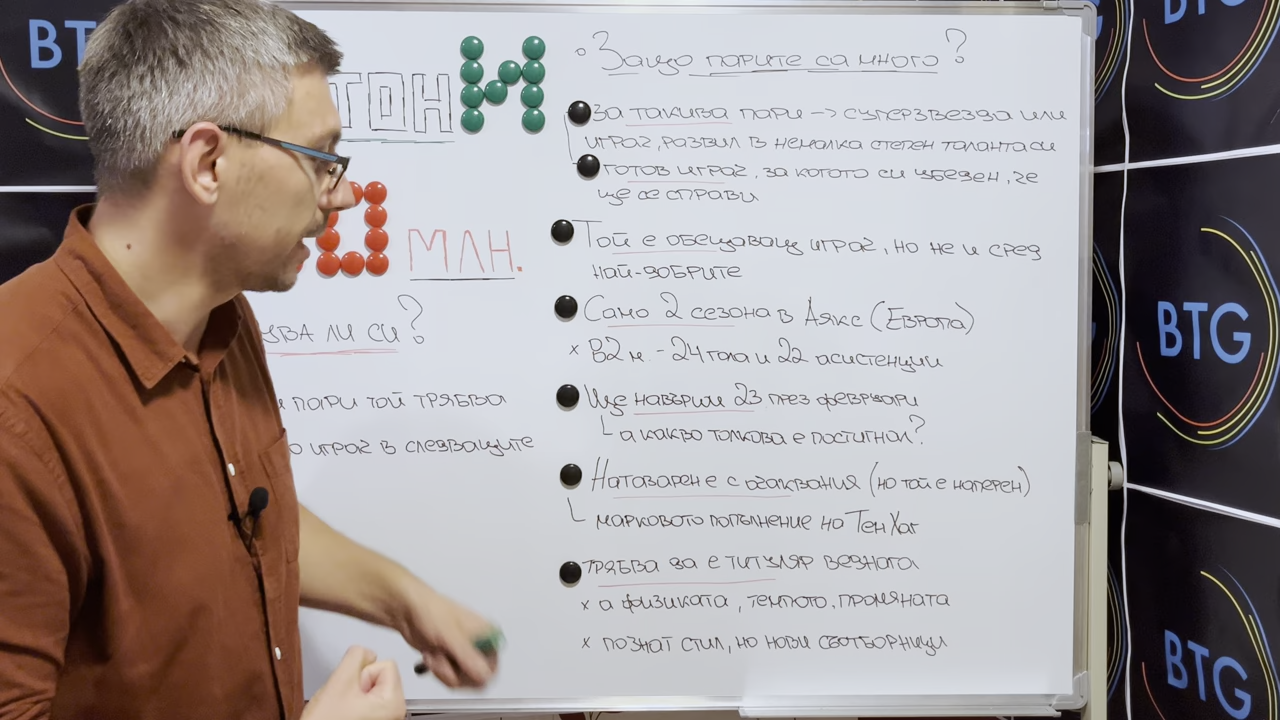 BTG
ТОНИ
МЛН.
ВА ЛИ СИ?
ПАРИ ТОЙ ТРЯБВА
ИГРАЧ В СЛЕДВАЩИТЕ
Защо парите са много?
За такива пари -> суперзвезда или
играч, развил в немалка степен таланта си
готов играч, за когото си убеден, че
ще се справи
Той е обещаващ играч, но не и сред
най-добрите
Само 2 сезона в Аякс (Европа)
x В 2 м. - 24 гола и 22 асистенции
Ще навърши 23 през февруари
а какво толкова е постигнал?
Натоварен е с очаквания (но той е наперен)
марковото попълнение на Тен Хаг
трябва да е титуляр веднага
x а физиката, темпото, промяната
x познат стил, но нови съотборници
BTG
BTG
BTG